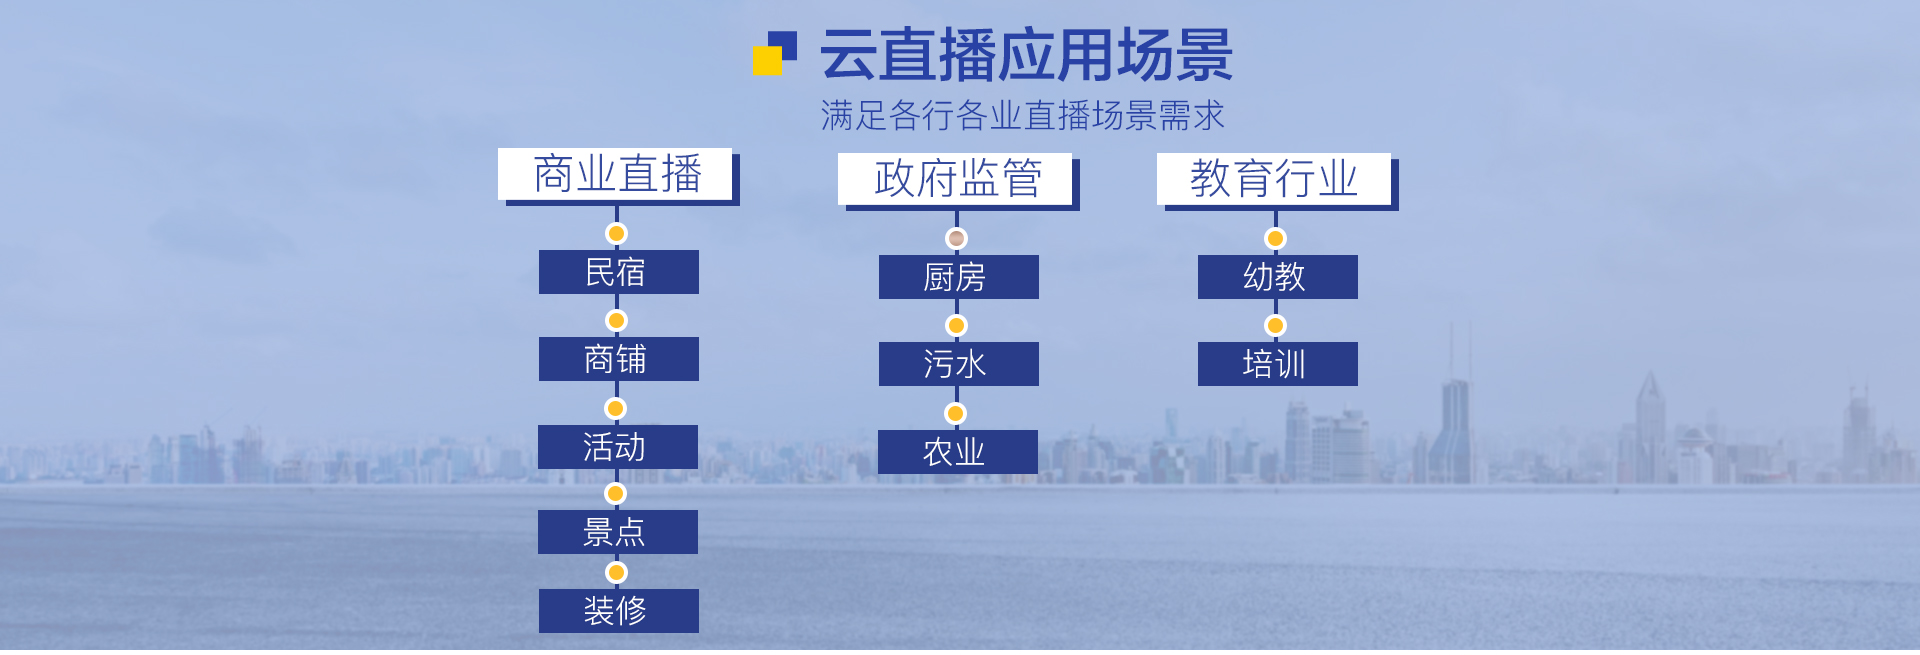 云直播应用场景
满足各行各业直播场景需求
商业直播
民宿
商铺
活动
景点
装修
政府监管
厨房
污水
农业
教育行业
幼教
培训